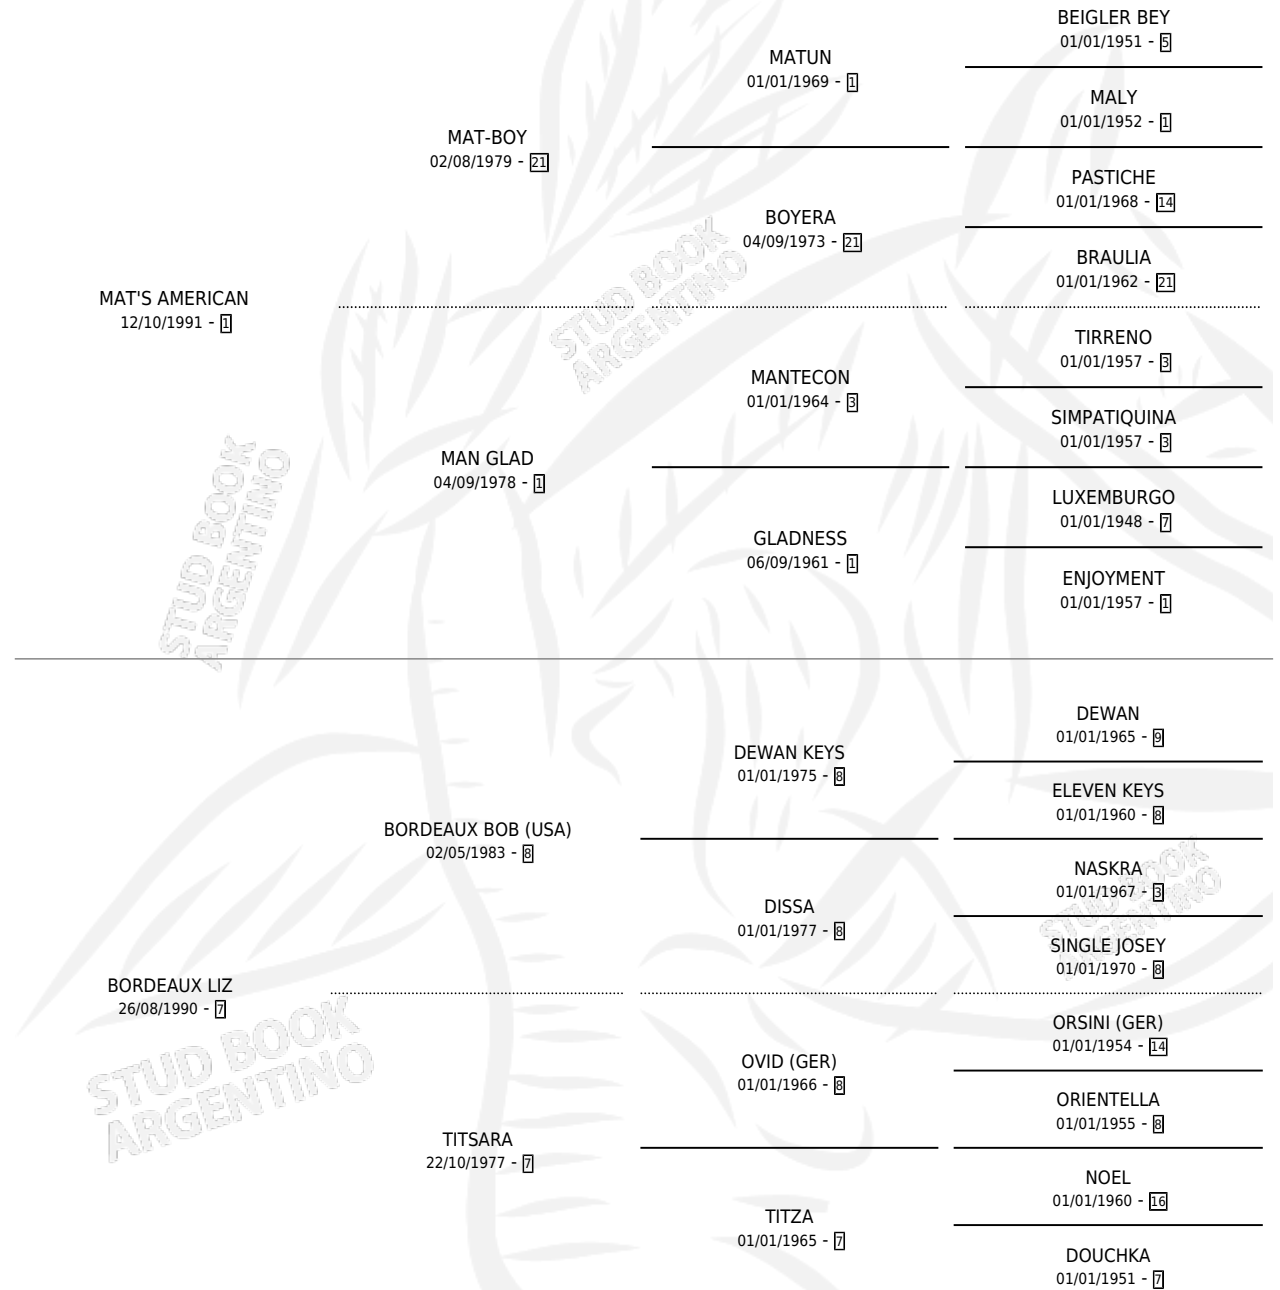 BEIGLER BEY
01/01/1951 - 5
MATUN
01/01/1969 - 1
MALY
01/01/1952 - 1
MAT-BOY
02/08/1979 - 21
PASTICHE
01/01/1968 - 14
BOYERA
04/09/1973 - 21
BRAULIA
01/01/1962 - 21
MAT'S AMERICAN
12/10/1991 - 1
STUD BOOK
ARGENTINO
TIRRENO
01/01/1957 - 3
MANTECON
01/01/1964 - 3
SIMPATIQUINA
01/01/1957 - 3
MAN GLAD
04/09/1978 - 1
LUXEMBURGO
01/01/1948 - 7
GLADNESS
06/09/1961 - 1
ENJOYMENT
01/01/1957 - 1
STUD BOOK
ARGENTINO
DEWAN
01/01/1965 - 9
DEWAN KEYS
01/01/1975 - 8
ELEVEN KEYS
01/01/1960 - 8
BORDEAUX BOB (USA)
02/05/1983 - 8
NASKRA
01/01/1967 - 3
DISSA
01/01/1977 - 8
STUD BOOK
ARGENTINO
SINGLE JOSEY
01/01/1970 - 8
BORDEAUX LIZ
26/08/1990 - 7
ORSINI (GER)
01/01/1954 - 14
OVID (GER)
01/01/1966 - 8
STUD BOOK
ARGENTINO
ORIENTELLA
01/01/1955 - 8
TITSARA
22/10/1977 - 7
NOEL
01/01/1960 - 16
TITZA
01/01/1965 - 7
DOUCHKA
01/01/1951 - 7